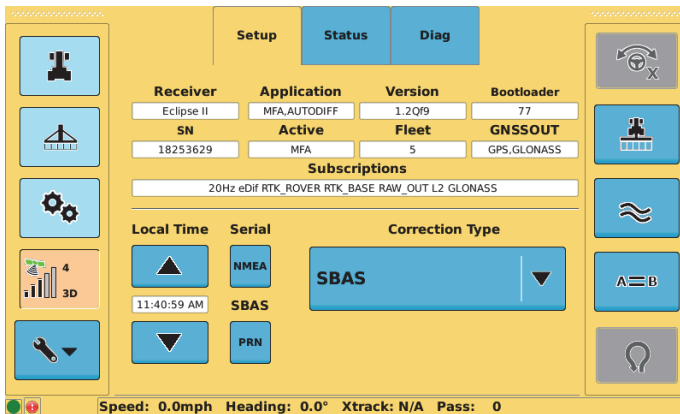 Setup Status Diag
Receiver Application Version Bootloader
Eclipse II MFA,AUTODIFF 1.2Qf9 77
SN Active Fleet GNSSOUT
18253629 MFA 5 GPS,GLONASS
Subscriptions
20Hz eDif RTK_ROVER RTK_BASE RAW_OUT L2 GLONASS
Local Time Serial Correction Type
NMEA
SBAS
11:40:59 AM SBAS
PRN
4
3D
X
A B
Speed: 0.0mph Heading: 0.0° Xtrack: N/A Pass: 0